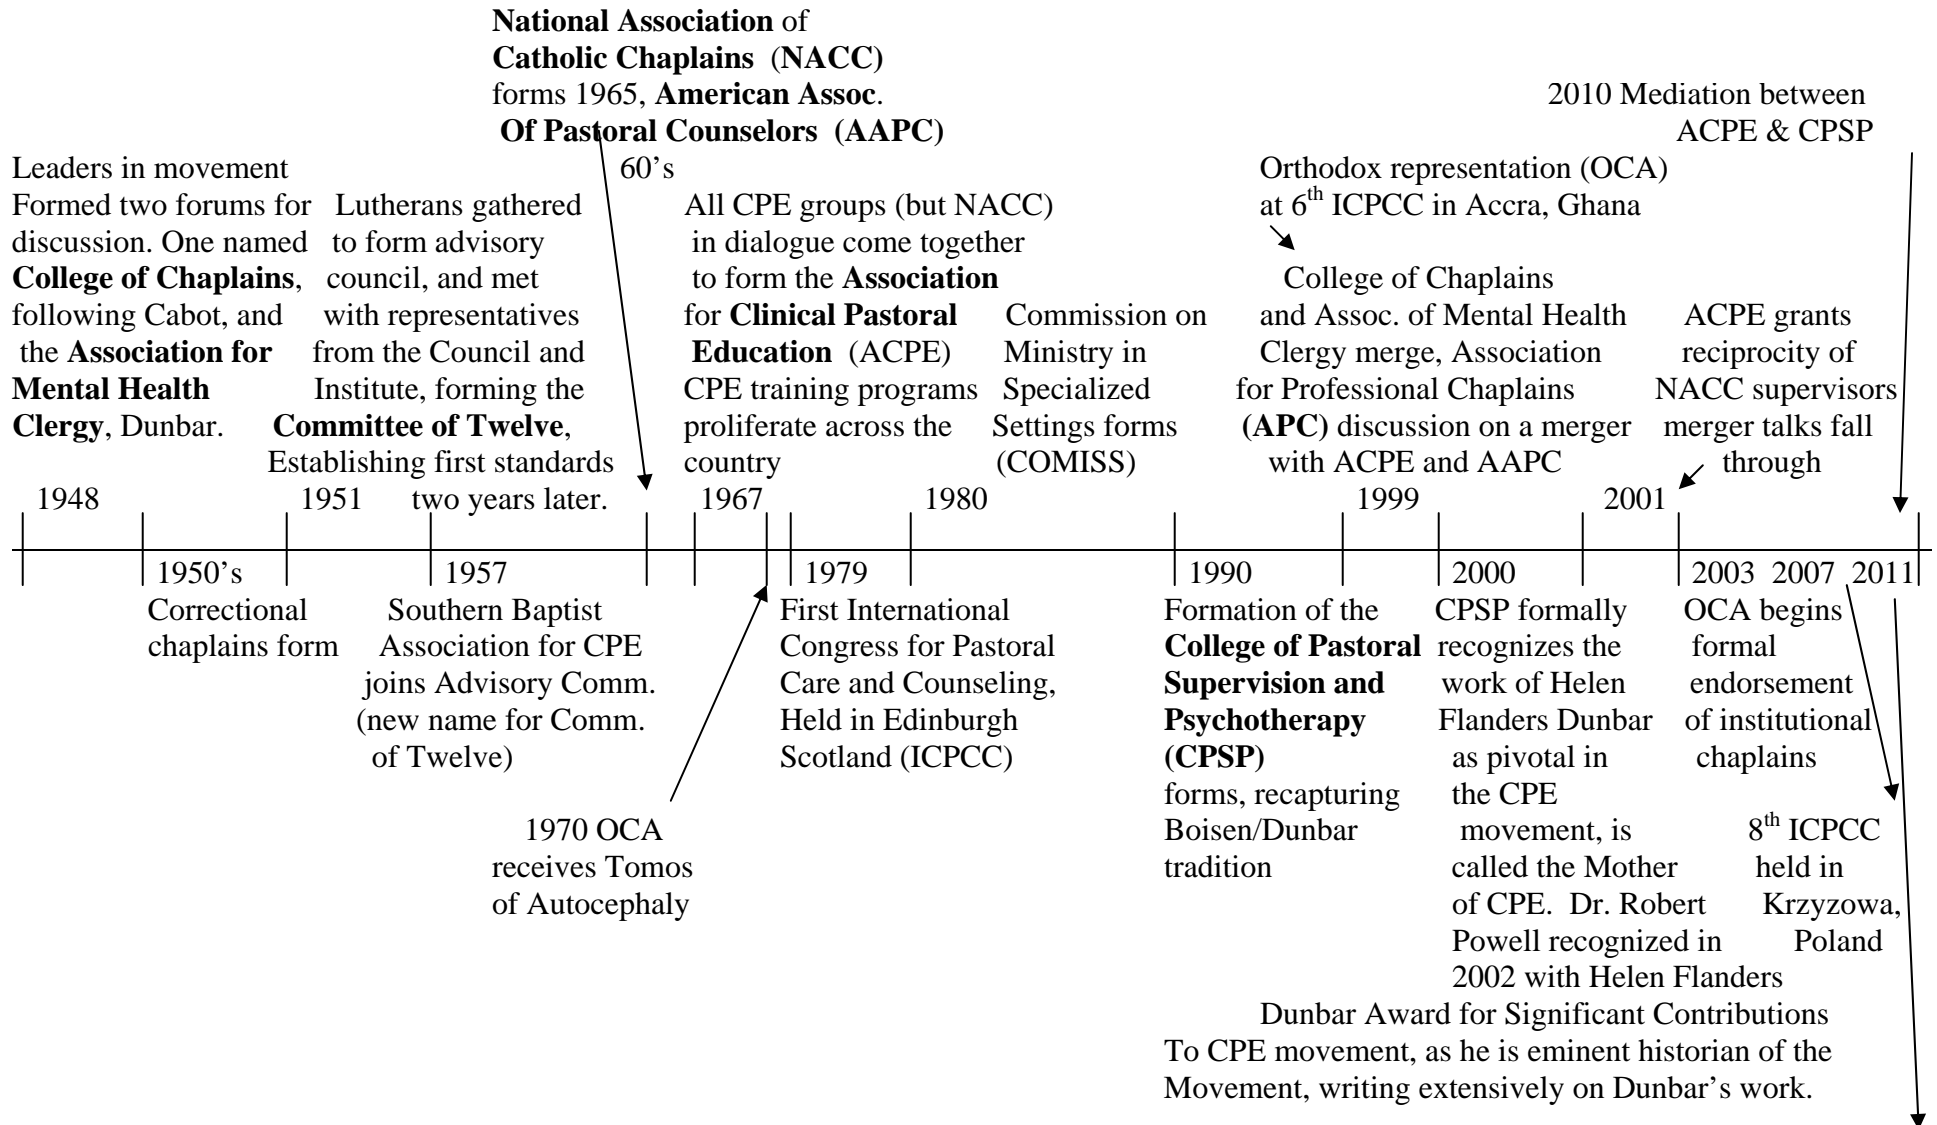 National Association of
Catholic Chaplains (NACC)
forms 1965, American Assoc.
Of Pastoral Counselors (AAPC)
60's
2010 Mediation between
ACPE & CPSP
Leaders in movement
Formed two forums for
discussion. One named
College of Chaplains,
following Cabot, and
the Association for
Mental Health
Clergy, Dunbar.
Lutherans gathered
to form advisory
council, and met
with representatives
from the Council and
Institute, forming the
Committee of Twelve,
Establishing first standards
two years later.
All CPE groups (but NACC)
in dialogue come together
to form the Association
for Clinical Pastoral
Education (ACPE)
CPE training programs
proliferate across the
country
Commission on
Ministry in
Specialized
Settings forms
(COMISS)
Orthodox representation (OCA)
at 6th ICPCC in Accra, Ghana
College of Chaplains
and Assoc. of Mental Health
Clergy merge, Association
for Professional Chaplains
(APC) discussion on a merger
with ACPE and AAPC
ACPE grants
reciprocity of
NACC supervisors
merger talks fall
through
1948
1951
1967
1980
1999
2001
1950's
Correctional
chaplains form
1957
Southern Baptist
Association for CPE
joins Advisory Comm.
(new name for Comm.
of Twelve)
1970 OCA
receives Tomos
of Autocephaly
1979
First International
Congress for Pastoral
Care and Counseling,
Held in Edinburgh
Scotland (ICPCC)
1990
Formation of the
College of Pastoral
Supervision and
Psychotherapy
(CPSP)
forms, recapturing
Boisen/Dunbar
tradition
2000
CPSP formally
recognizes the
work of Helen
Flanders Dunbar
as pivotal in
the CPE
movement, is
called the Mother
of CPE. Dr. Robert
Powell recognized in
2002 with Helen Flanders
Dunbar Award for Significant Contributions
To CPE movement, as he is eminent historian of the
Movement, writing extensively on Dunbar's work.
2003 2007 2011
OCA begins
formal
endorsement
of institutional
chaplains
8th ICPCC
held in
Krzyzowa,
Poland